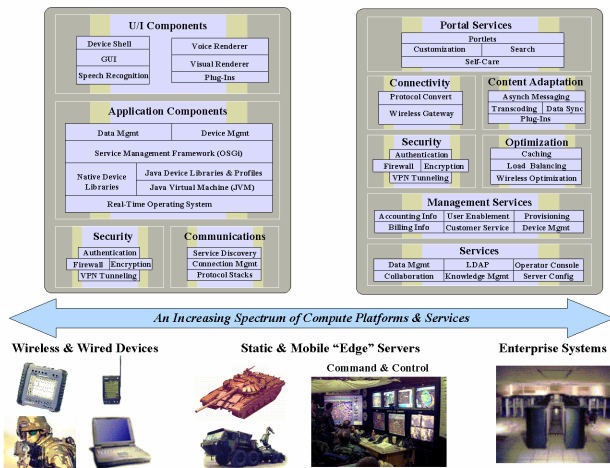 U/I Components
Device Shell
GUI
Speech Recognition
Voice Renderer
Visual Renderer
Plug-Ins
Application Components
Data Mgmt Device Mgmt
Service Management Framework (OSGi)
Native Device Libraries
Java Device Libraries & Profiles
Java Virtual Machine (JVM)
Real-Time Operating System
Security
Authentication
Firewall Encryption
VPN Tunneling
Communications
Service Discovery
Connection Mgmt
Protocol Stacks
Portal Services
Portlets
Customization Search
Self-Care
Connectivity
Protocol Convert
Wireless Gateway
Content Adaptation
Asynch Messaging
Transcoding Data Sync
Plug-Ins
Security
Authentication
Firewall Encryption
VPN Tunneling
Optimization
Caching
Load Balancing
Wireless Optimization
Management Services
Accounting Info User Enablement Provisioning
Billing Info Customer Service Device Mgmt
Services
Data Mgmt LDAP Operator Console
Collaboration Knowledge Mgmt Server Config
An Increasing Spectrum of Compute Platforms & Services
Wireless & Wired Devices
Static & Mobile “Edge” Servers
Enterprise Systems
Command & Control